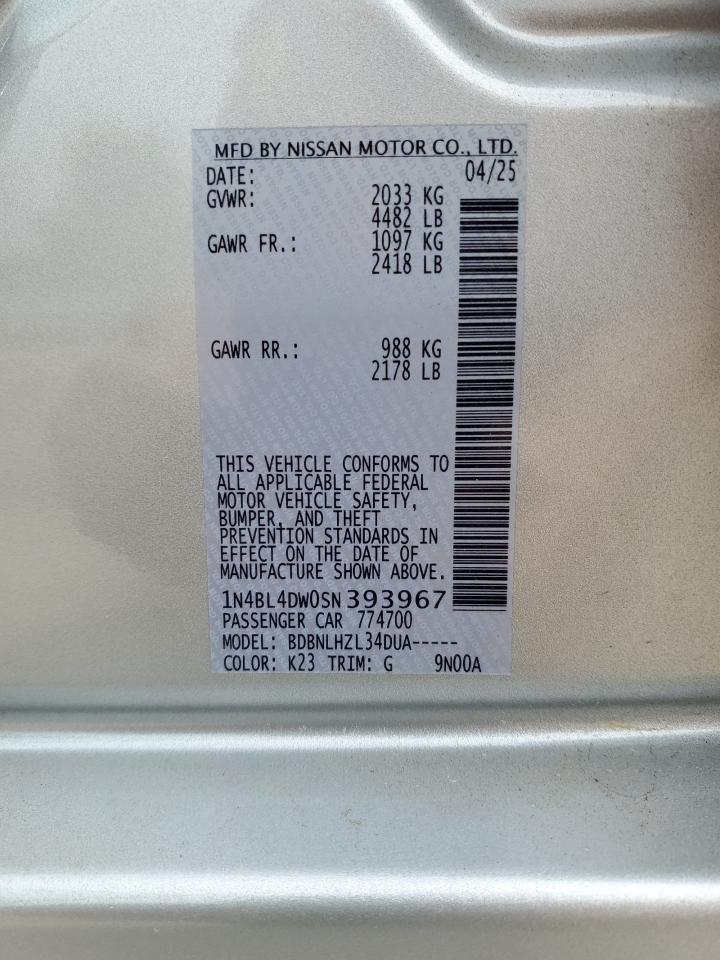 MFD BY NISSAN MOTOR CO., LTD.
DATE: 04/25
GVWR: 2033 KG
4482 LB
GAWR FR.: 1097 KG
2418 LB
GAWR RR.: 988 KG
2178 LB
THIS VEHICLE CONFORMS TO
ALL APPLICABLE FEDERAL
MOTOR VEHICLE SAFETY,
BUMPER, AND THEFT
PREVENTION STANDARDS IN
EFFECT ON THE DATE OF
MANUFACTURE SHOWN ABOVE.
1N4BL4DW0SN393967
PASSENGER CAR 774700
MODEL: BDBNLHZL34DUA-----
COLOR: K23 TRIM: G 9N00A